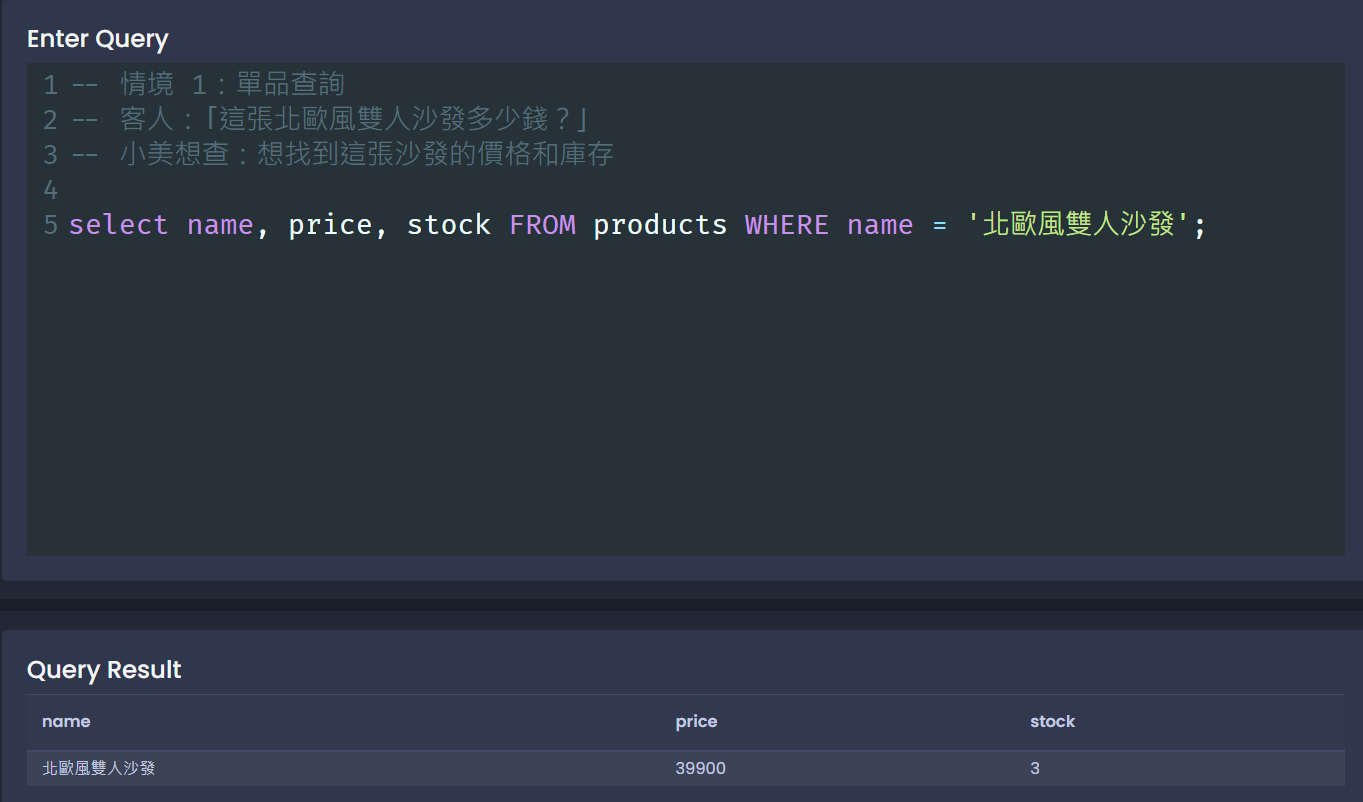 Enter Query
1 -- 情境 1：單品查詢
2 -- 客人：「這張北歐風雙人沙發多少錢？」
3 -- 小美想查：想找到這張沙發的價格和庫存
4
5 select name, price, stock FROM products WHERE name = '北歐風雙人沙發';
Query Result
name price stock
北歐風雙人沙發 39900 3